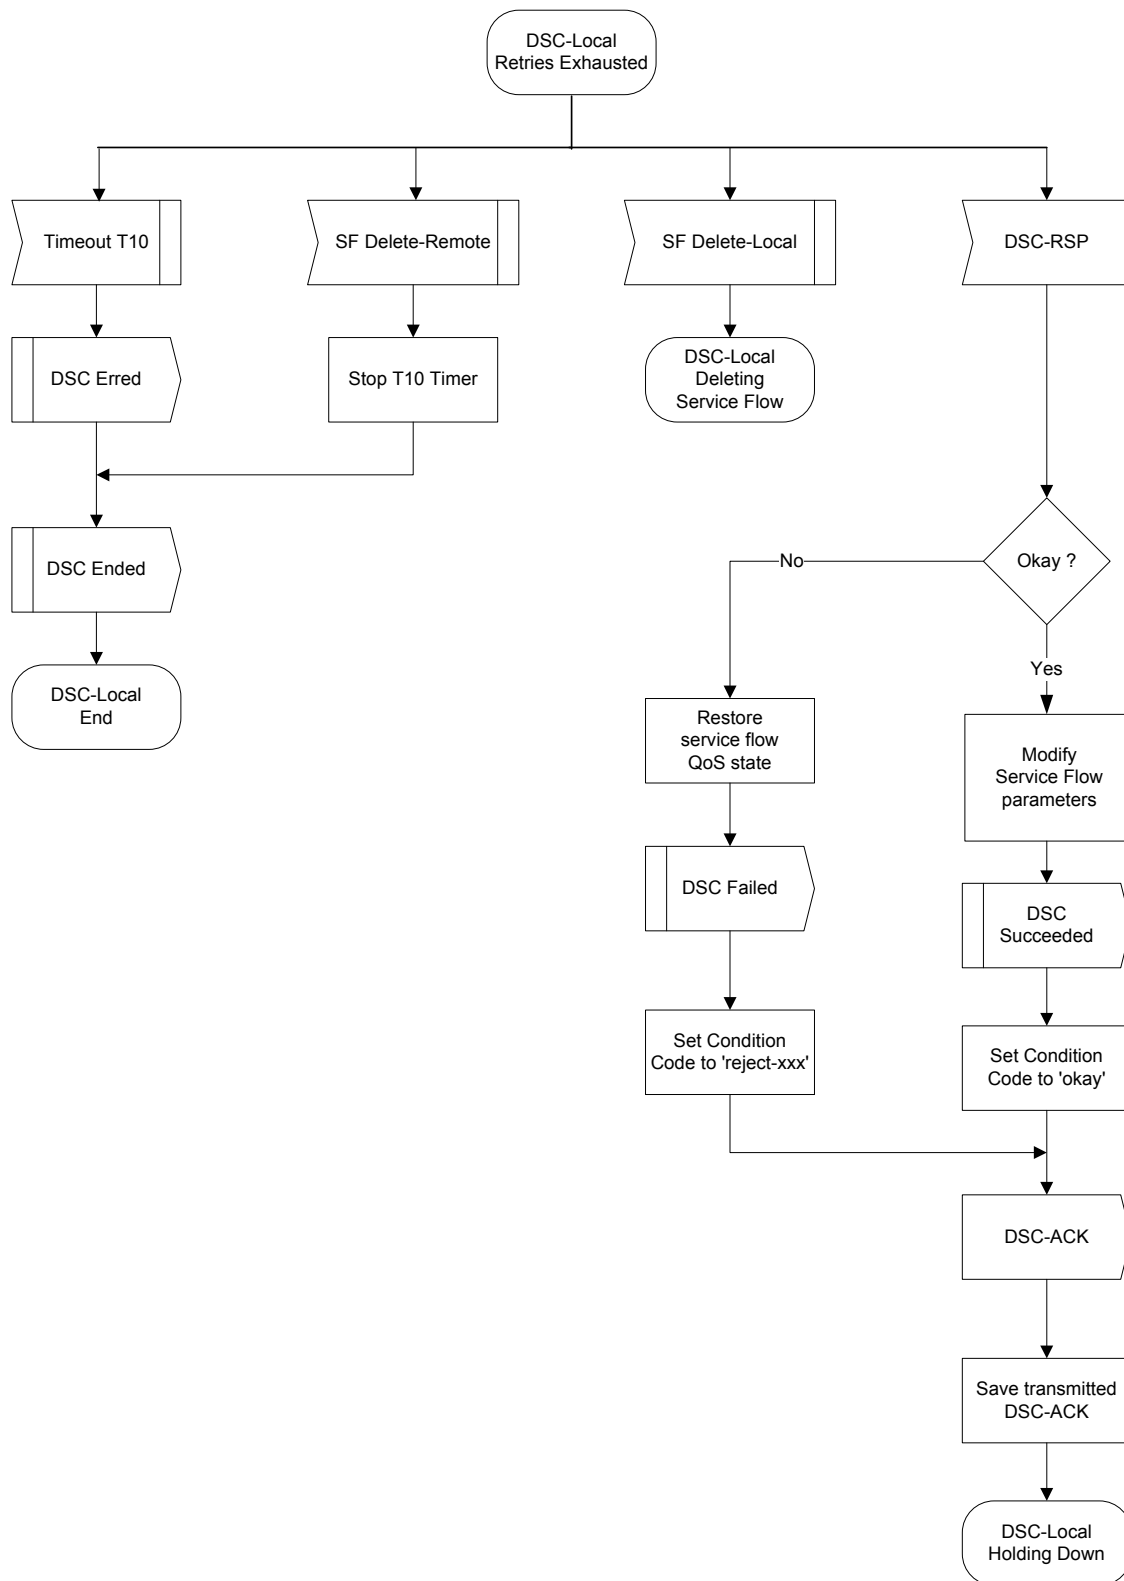 DSC-Local
Retries Exhausted
Timeout T10
SF Delete-Remote
SF Delete-Local
DSC-RSP
DSC Erred
Stop T10 Timer
DSC-Local
Deleting
Service Flow
DSC Ended
No
Okay ?
Yes
DSC-Local
End
Restore
service flow
QoS state
Modify
Service Flow
parameters
DSC Failed
DSC
Succeeded
Set Condition
Code to 'reject-xxx'
Set Condition
Code to 'okay'
DSC-ACK
Save transmitted
DSC-ACK
DSC-Local
Holding Down